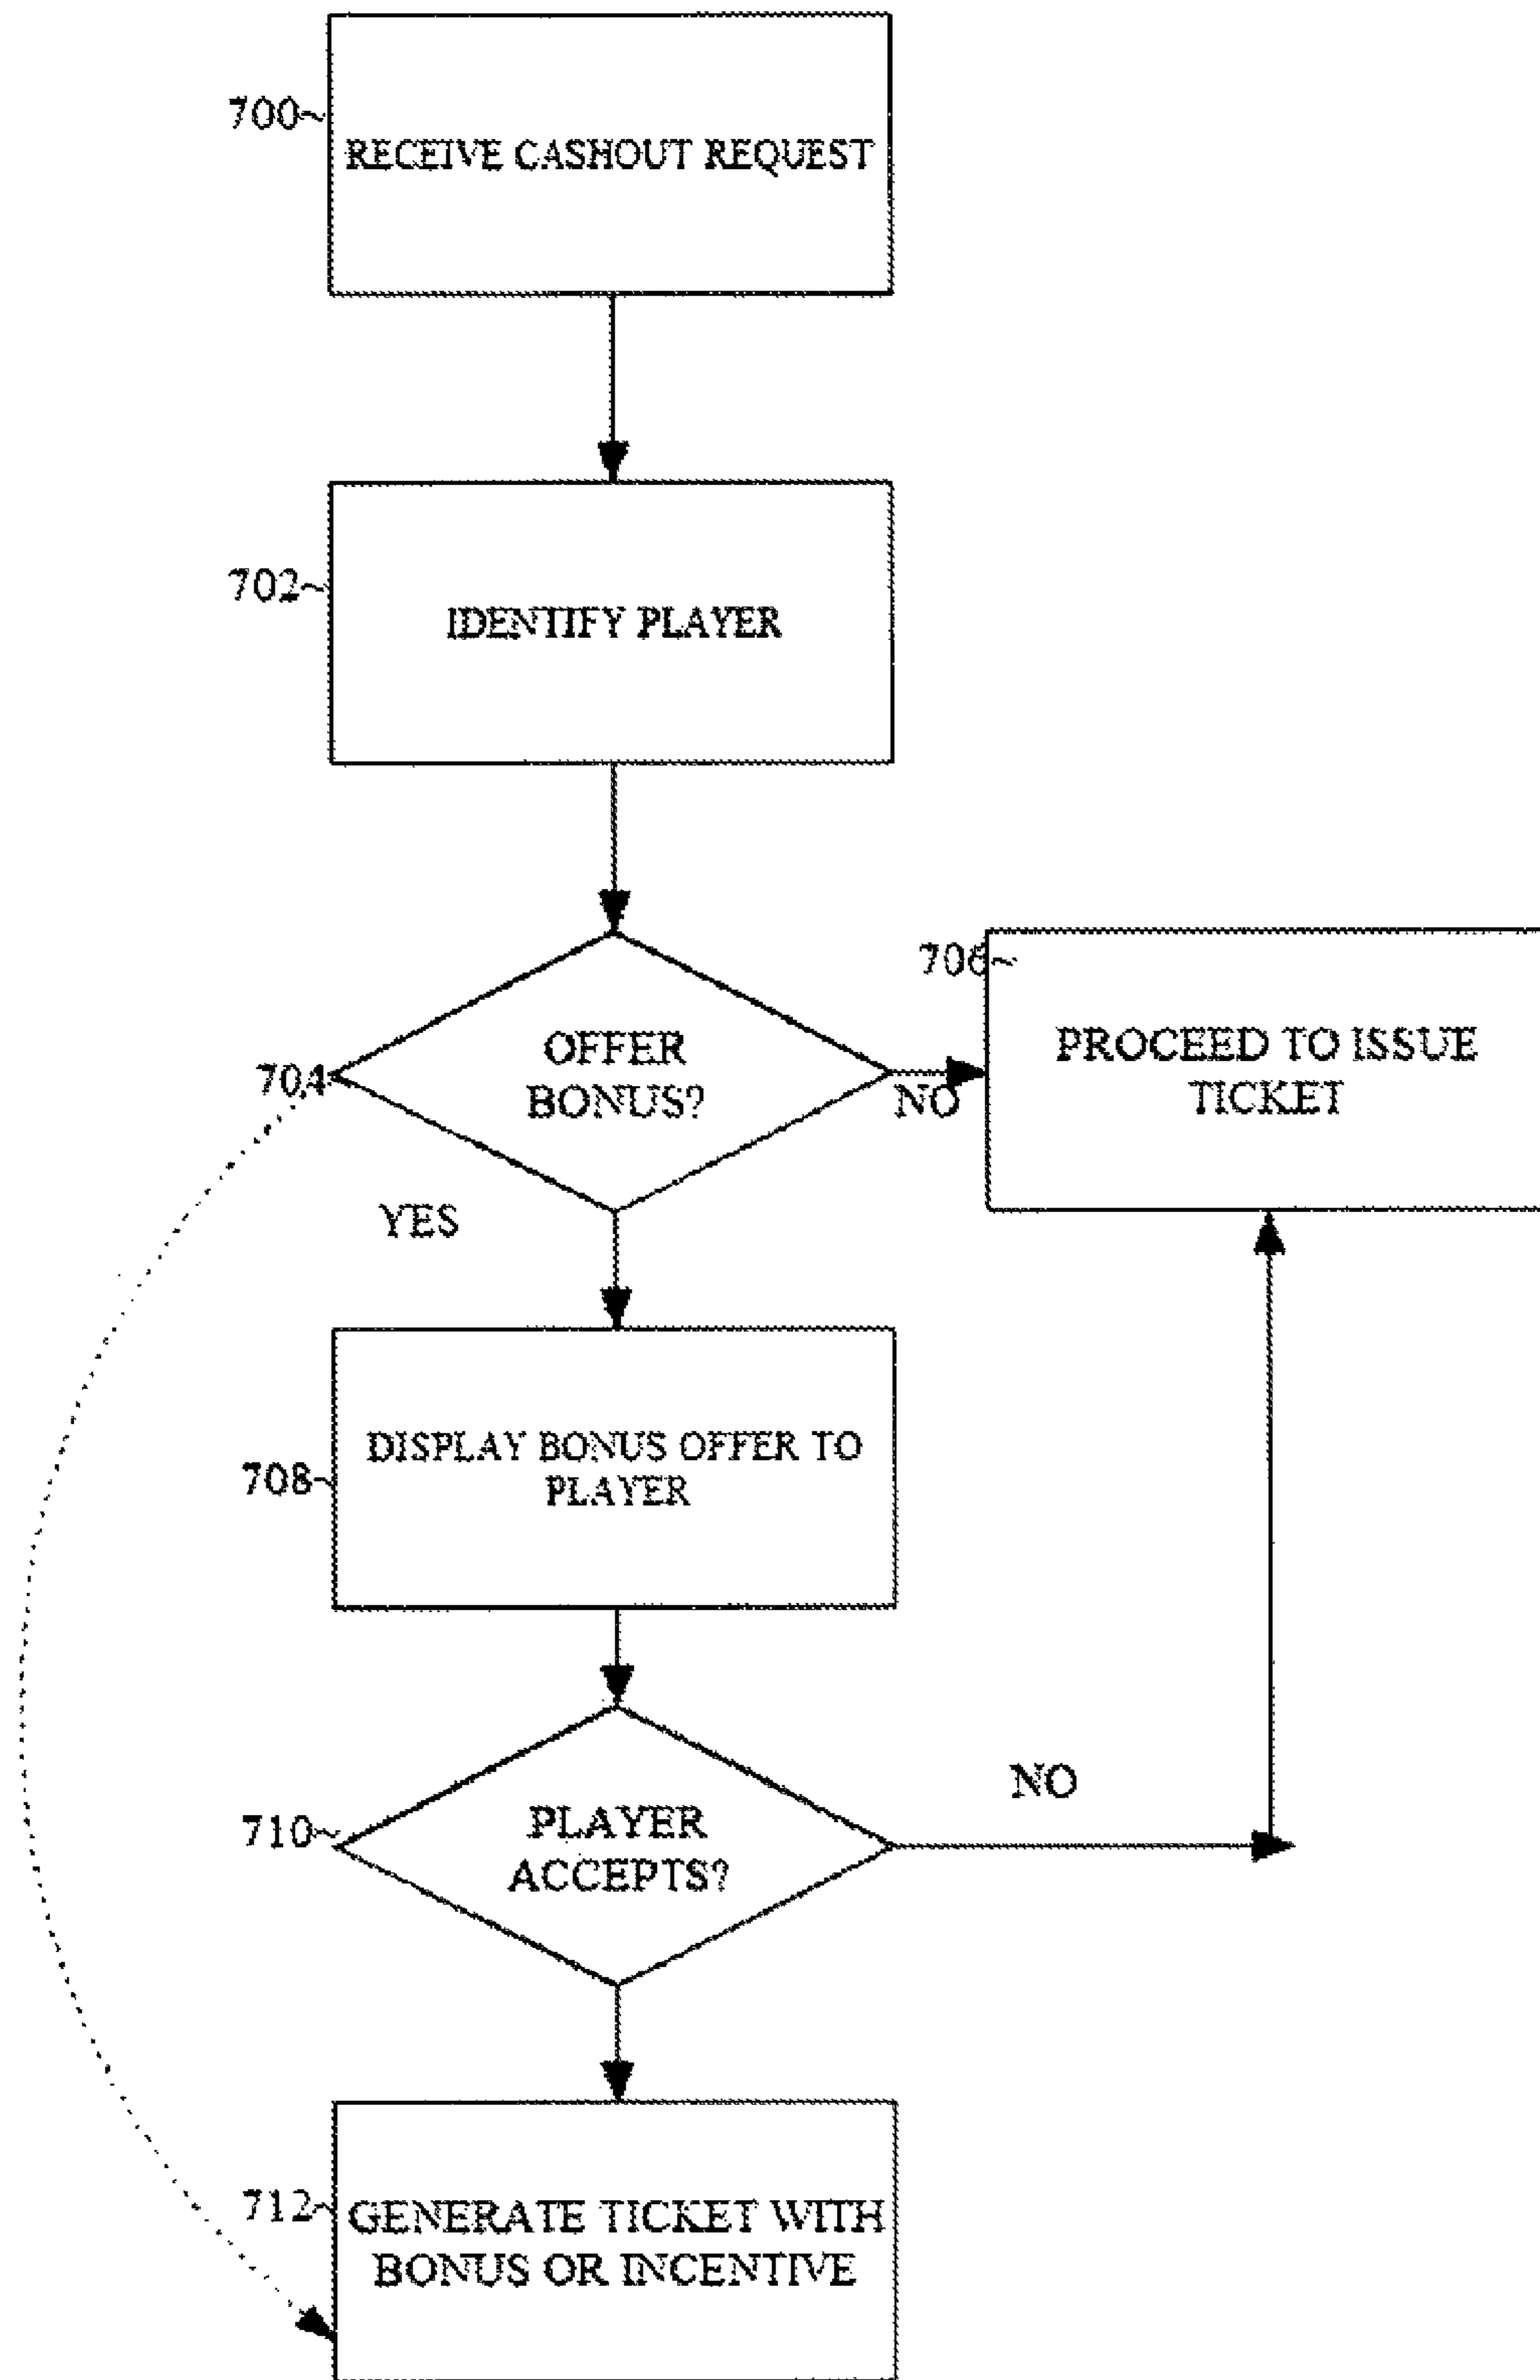 700~
RECEIVE CASHOUT REQUEST
702~
IDENTIFY PLAYER
704
OFFER
BONUS?
NO
706~
PROCEED TO ISSUE
TICKET
YES
708~
DISPLAY BONUS OFFER TO
PLAYER
710~
PLAYER
ACCEPTS?
NO
712~
GENERATE TICKET WITH
BONUS OR INCENTIVE